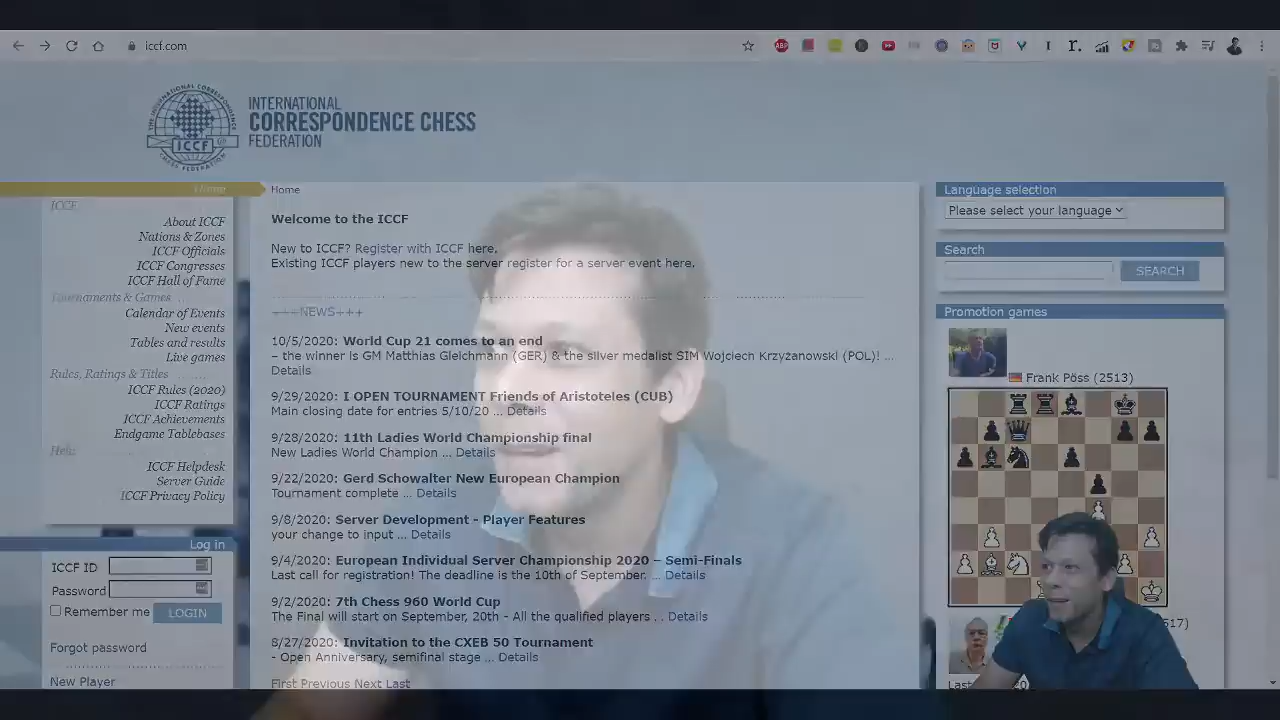 iccf.com
ABP
INTERNATIONAL
CORRESPONDENCE CHESS
FEDERATION
ICCF
Home
ICCF
About ICCF
Nations & Zones
ICCF Officials
ICCF Congresses
ICCF Hall of Fame
Tournaments & Games
Calendar of Events
New events
Tables and results
Live games
Rules, Ratings & Titles
ICCF Rules (2020)
ICCF Ratings
ICCF Achievements
Endgame Tablebases
Help
ICCF Helpdesk
Server Guide
ICCF Privacy Policy
Log in
ICCF ID
Password
Remember me
LOGIN
Forgot password
New Player
Home
Welcome to the ICCF
New to ICCF? Register with ICCF here.
Existing ICCF players new to the server register for a server event here.
+++NEWS+++
10/5/2020: World Cup 21 comes to an end
– the winner is GM Matthias Gleichmann (GER) & the silver medalist SIM Wojciech Krzyżanowski (POL)! ...
Details
9/29/2020: I OPEN TOURNAMENT Friends of Aristoteles (CUB)
Main closing date for entries 5/10/20 ... Details
9/28/2020: 11th Ladies World Championship final
New Ladies World Champion ... Details
9/22/2020: Gerd Schowalter New European Champion
Tournament complete ... Details
9/8/2020: Server Development - Player Features
your change to input ... Details
9/4/2020: European Individual Server Championship 2020 – Semi-Finals
Last call for registration! The deadline is the 10th of September. ... Details
9/2/2020: 7th Chess 960 World Cup
The Final will start on September, 20th - All the qualified players . . Details
8/27/2020: Invitation to the CXEB 50 Tournament
- Open Anniversary, semifinal stage ... Details
First Previous Next Last
Language selection
Please select your language
Search
SEARCH
Promotion games
Frank Pöss (2513)
517)